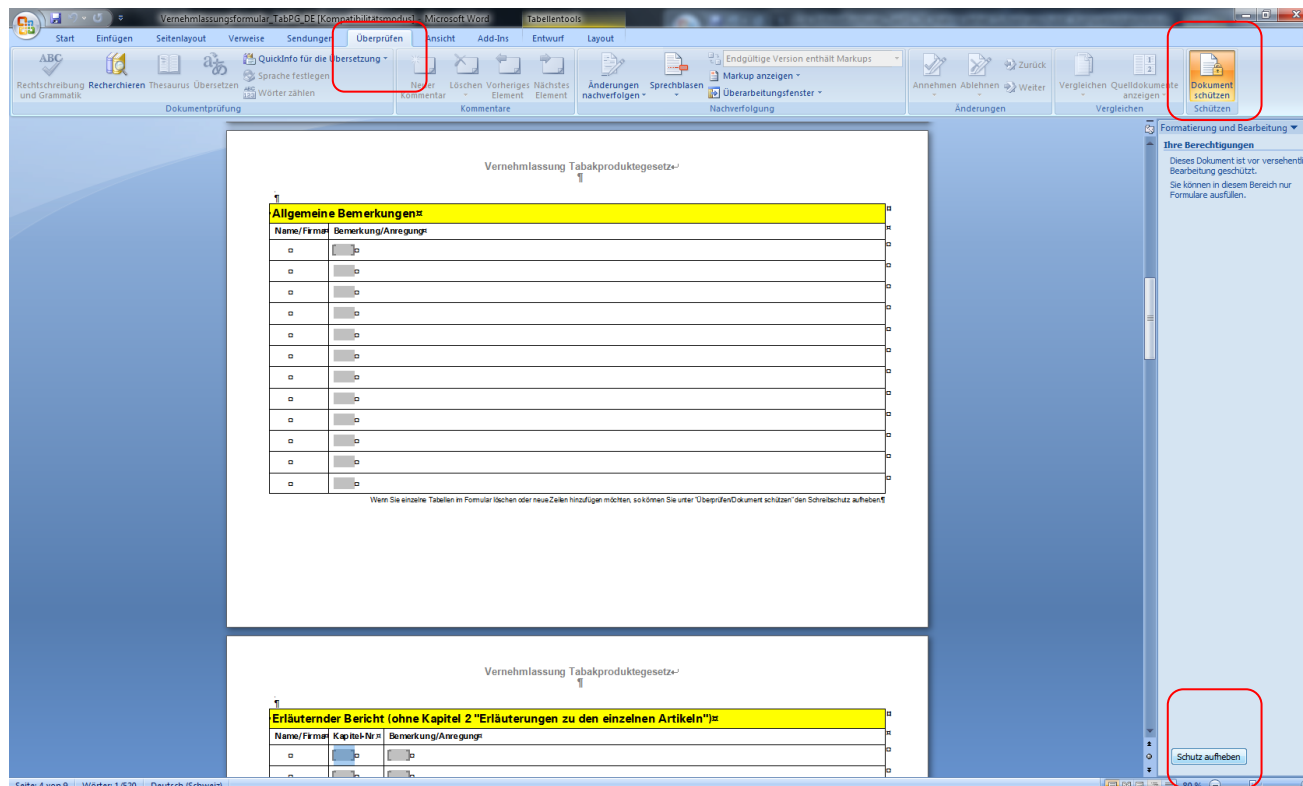 Vernehmlassungsformular_TabPG_DE [Kompatibilitätsmodus] - Microsoft Word Tabellentools
Start Einfügen Seitenlayout Verweise Sendungen Überprüfen Ansicht Add-Ins Entwurf Layout
ABC Rechtschreibung und Grammatik
Recherchieren
Thesaurus
Übersetzen
QuickInfo für die Übersetzung
Sprache festlegen
Wörter zählen
Dokumentprüfung
Neuer Kommentar
Löschen
Vorheriges Element
Nächstes Element
Kommentare
Änderungen nachverfolgen
Sprechblasen
Endgültige Version enthält Markups
Markup anzeigen
Überarbeitungsfenster
Nachverfolgung
Annehmen
Ablehnen
Zurück
Weiter
Änderungen
Vergleichen
Quelldokumente anzeigen
Vergleichen
Dokument schützen
Schützen
Formatierung und Bearbeitung
Ihre Berechtigungen
Dieses Dokument ist vor versehentli
Bearbeitung geschützt.
Sie können in diesem Bereich nur
Formulare ausfüllen.
Vernehmlassung Tabakproduktegesetz
Allgemeine Bemerkungen
Name/Firma Bemerkung/Anregung
Wenn Sie einzelne Tabellen im Formular löschen oder neue Zeilen hinzufügen möchten, so können Sie unter "Überprüfen/Dokument schützen" den Schreibschutz aufheben
Vernehmlassung Tabakproduktegesetz
Erläuternder Bericht (ohne Kapitel 2 "Erläuterungen zu den einzelnen Artikeln")
Name/Firma Kapitel-Nr. Bemerkung/Anregung
Schutz aufheben
Seite: 4 von 9 Wörter: 1/520 Deutsch (Schweiz) 80 %